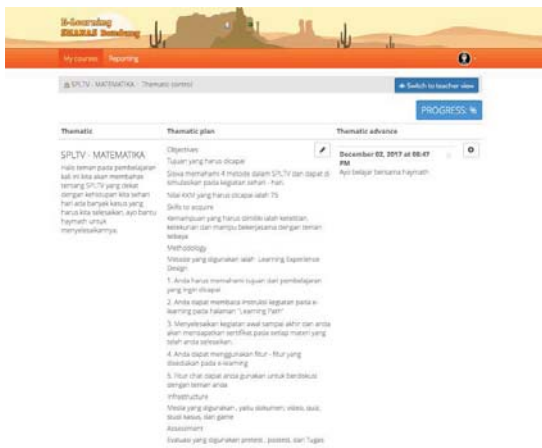 E-Learning
SMANAS Bandung
My courses Reporting
SPLTV - MATEMATIKA / Thematic control
Switch to teacher view
PROGRESS: %
Thematic
SPLTV - MATEMATIKA
Halo teman pada pembelajaran
kali ini kita akan membahas
tentang SPLTV yang dekat
dengan kehidupan kita sehari
hari ada banyak kasus yang
harus kita selesaikan, ayo bantu
haymath untuk
menyelesaikannya.
Thematic plan
Objectives
Tujuan yang harus dicapai
Siswa memahami 4 metode dalam SPLTV dan dapat di
simulasikan pada kegiatan sehari - hari.
Nilai KKM yang harus dicapai ialah 75
Skills to acquire
Kemampuan yang harus dimiliki ialah ketelitian,
ketekunan dan mampu bekerjasama dengan teman
sebaya
Methodology
Metode yang digunakan ialah Learning Experience
Design
1. Anda harus memahami tujuan dari pembelajaran
yang ingin dicapai
2. Anda dapat membaca instruksi kegiatan pada e-
learning pada halaman "Learning Path"
3. Menyelesaikan kegiatan awal sampai akhir dan anda
akan mendapatkan sertifikat pada setiap materi yang
telah anda selesaikan.
4. Anda dapat menggunakan fitur - fitur yang
disediakan pada e-learning
5. Fitur chat dapat anda gunakan untuk berdiskusi
dengan teman anda
Infrastructure
Media yang digunakan, yaitu dokumen, video, quiz,
studi kasus, dan game
Assessment
Evaluasi yang digunakan pretest, posttest, dan Tugas
Thematic advance
December 02, 2017 at 08:47
PM
Ayo belajar bersama haymath